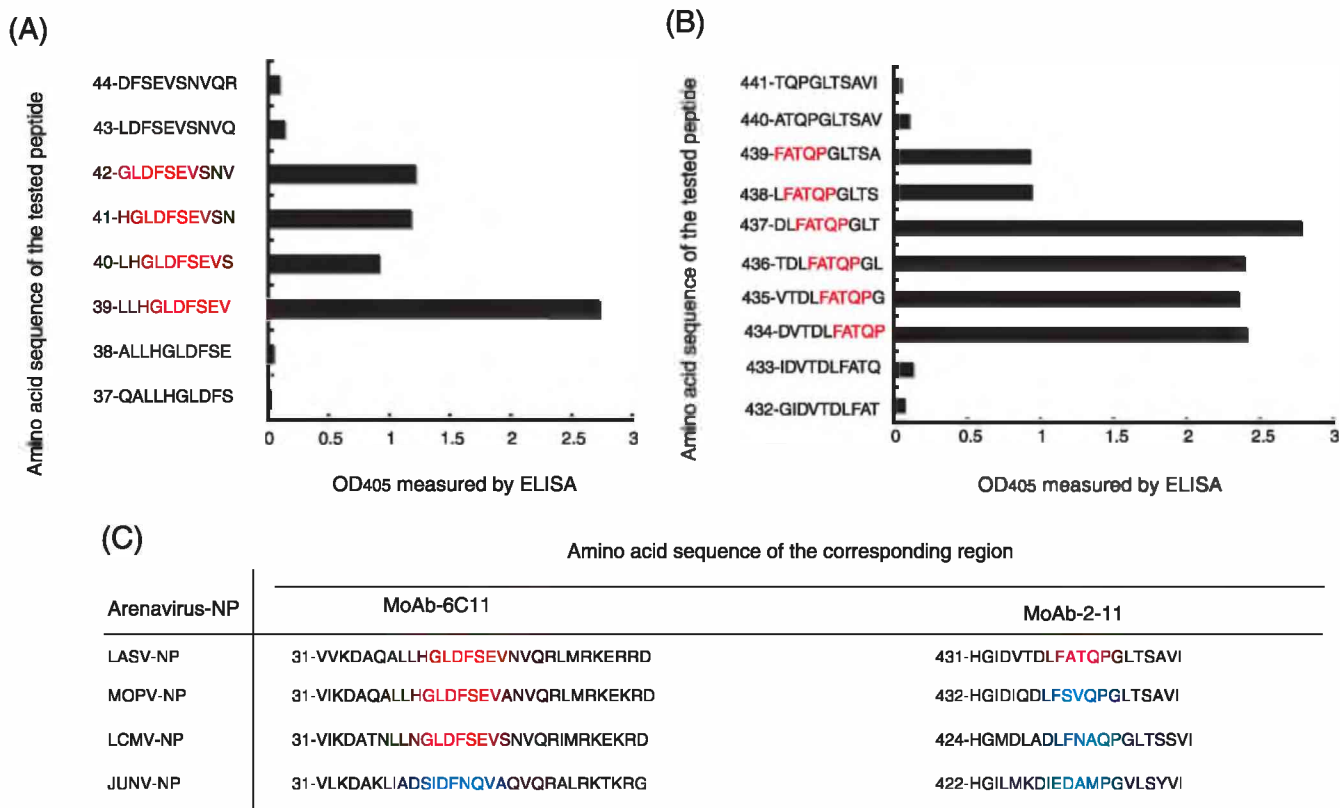 (A)
Amino acid sequence of the tested peptide
44-DFSEVSNVQR
43-LDFSEVSNVQ
42-GLDFSEVSNV
41-HGLDFSEVSN
40-LHGLDFSEVS
39-LLHGLDFSEV
38-ALLHGLDFSE
37-QALLHGLDFS
0 0.5 1 1.5 2 2.5 3
OD405 measured by ELISA
(B)
Amino acid sequence of the tested peptide
441-TQPGLTSAVI
440-ATQPGLTSAV
439-FATQPGLTSA
438-LFATQPGLTS
437-DLFATQPGLT
436-TDLFATQPGL
435-VTDLFATQPG
434-DVTDLFATQP
433-IDVTDLFATQ
432-GIDVTDLFAT
0 0.5 1 1.5 2 2.5 3
OD405 measured by ELISA
(C)
Amino acid sequence of the corresponding region
Arenavirus-NP MoAb-6C11 MoAb-2-11
LASV-NP 31-VVKDAQALLHGLDFSEVNVQRLMRKERRD 431-HGIDVTDLFATQPGLTSAVI
MOPV-NP 31-VIKDAQALLHGLDFSEVANVQRLMRKEKRD 432-HGIDIQDLFSVQPGLTSAVI
LCMV-NP 31-VIKDATNLLNGLDFSEVSNVQRIMRKEKRD 424-HGMDLADLFNAQPGLTSSVI
JUNV-NP 31-VLKDAKLIADSIDFNQVAQVQRALRKTKRG 422-HGILMKDIEDAMPGVLSYVI